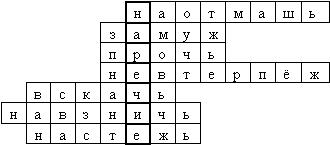 наотмашь
замуж
прочь
невтерпёж
вскачь
навзничь
настежь